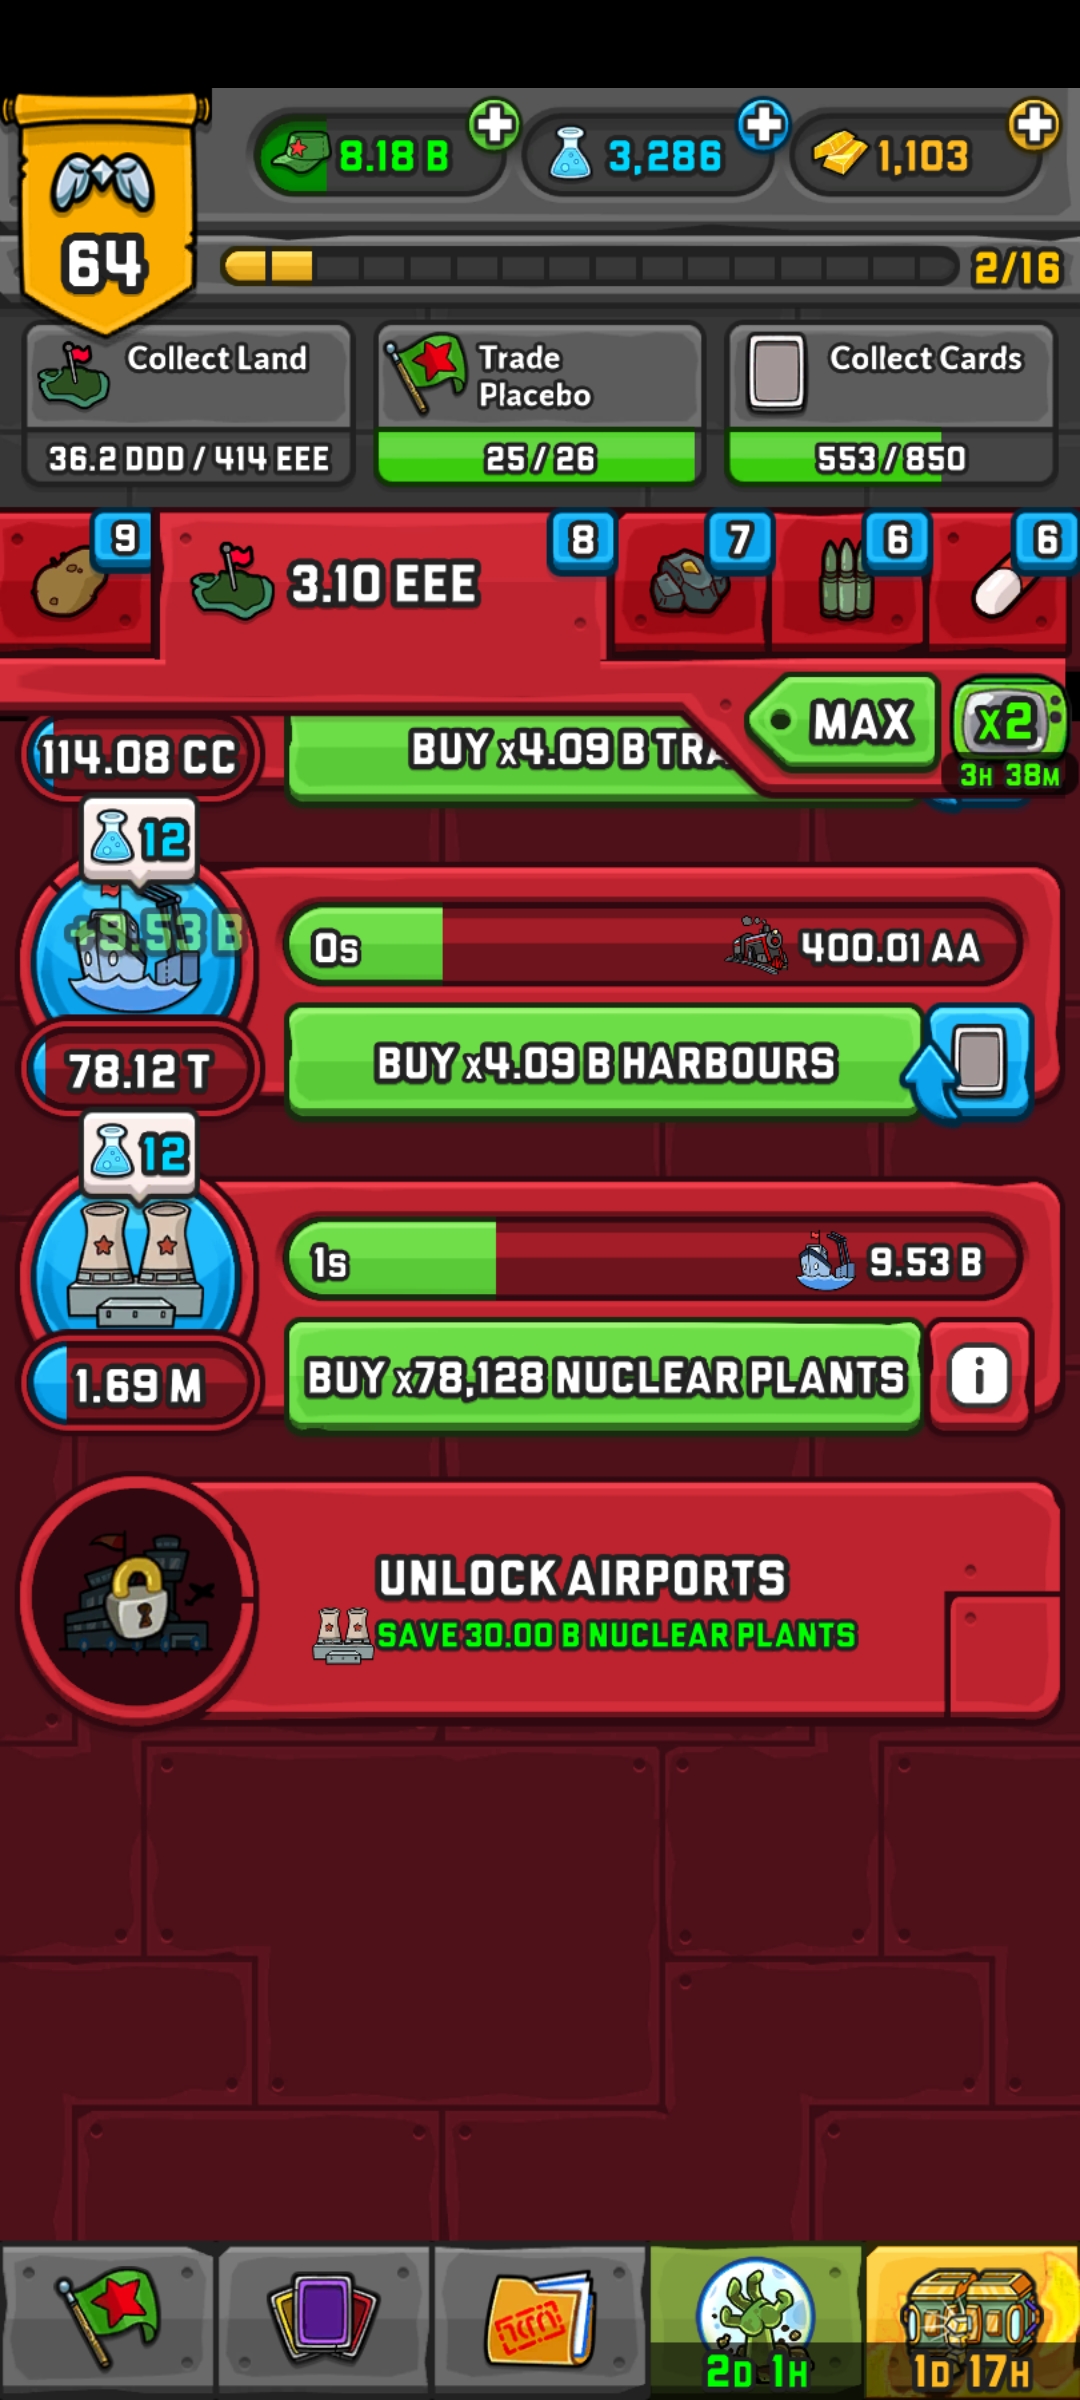 8.18 B
3,286
1,103
64
2/16
Collect Land
36.2 DDD / 414 EEE
Trade
Placebo
25/26
Collect Cards
553/850
9
3.10 EEE
8
7
6
6
MAX
x2
3H 38M
114.08 CC
BUY x4.09 B TRA
12
+9.53 B
0s
400.01 AA
78.12 T
BUY x4.09 B HARBOURS
12
1s
9.53 B
1.69 M
BUY x78,128 NUCLEAR PLANTS
i
UNLOCK AIRPORTS
SAVE 30.00 B NUCLEAR PLANTS
2D 1H
1D 17H